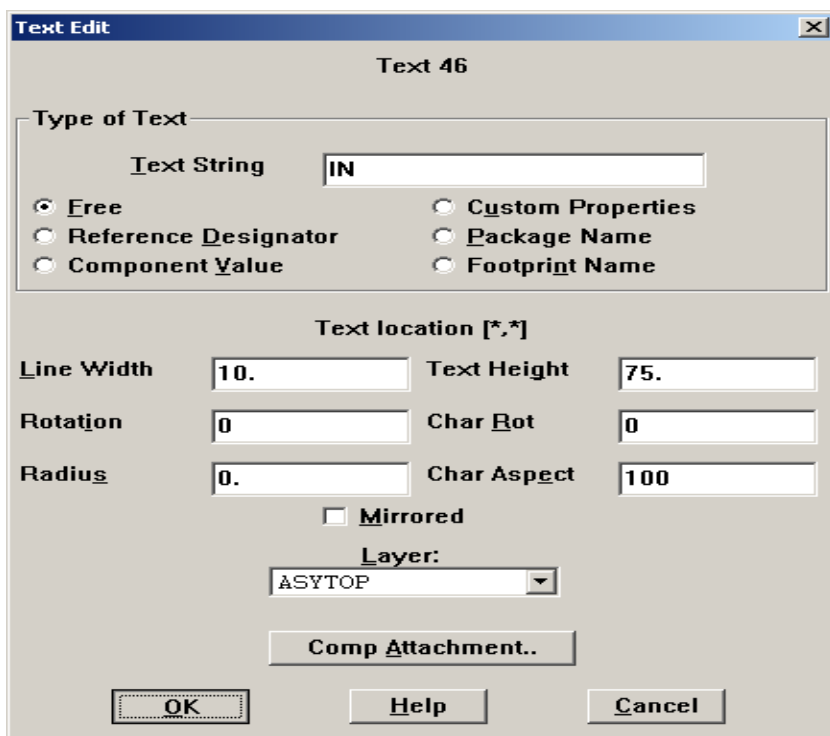 Text Edit
Text 46
Type of Text
Text String IN
Free Custom Properties
Reference Designator Package Name
Component Value Footprint Name
Text location [*,*]
Line Width 10. Text Height 75.
Rotation 0 Char Rot 0
Radius 0. Char Aspect 100
Mirrored
Layer:
ASYTOP
Comp Attachment..
OK Help Cancel